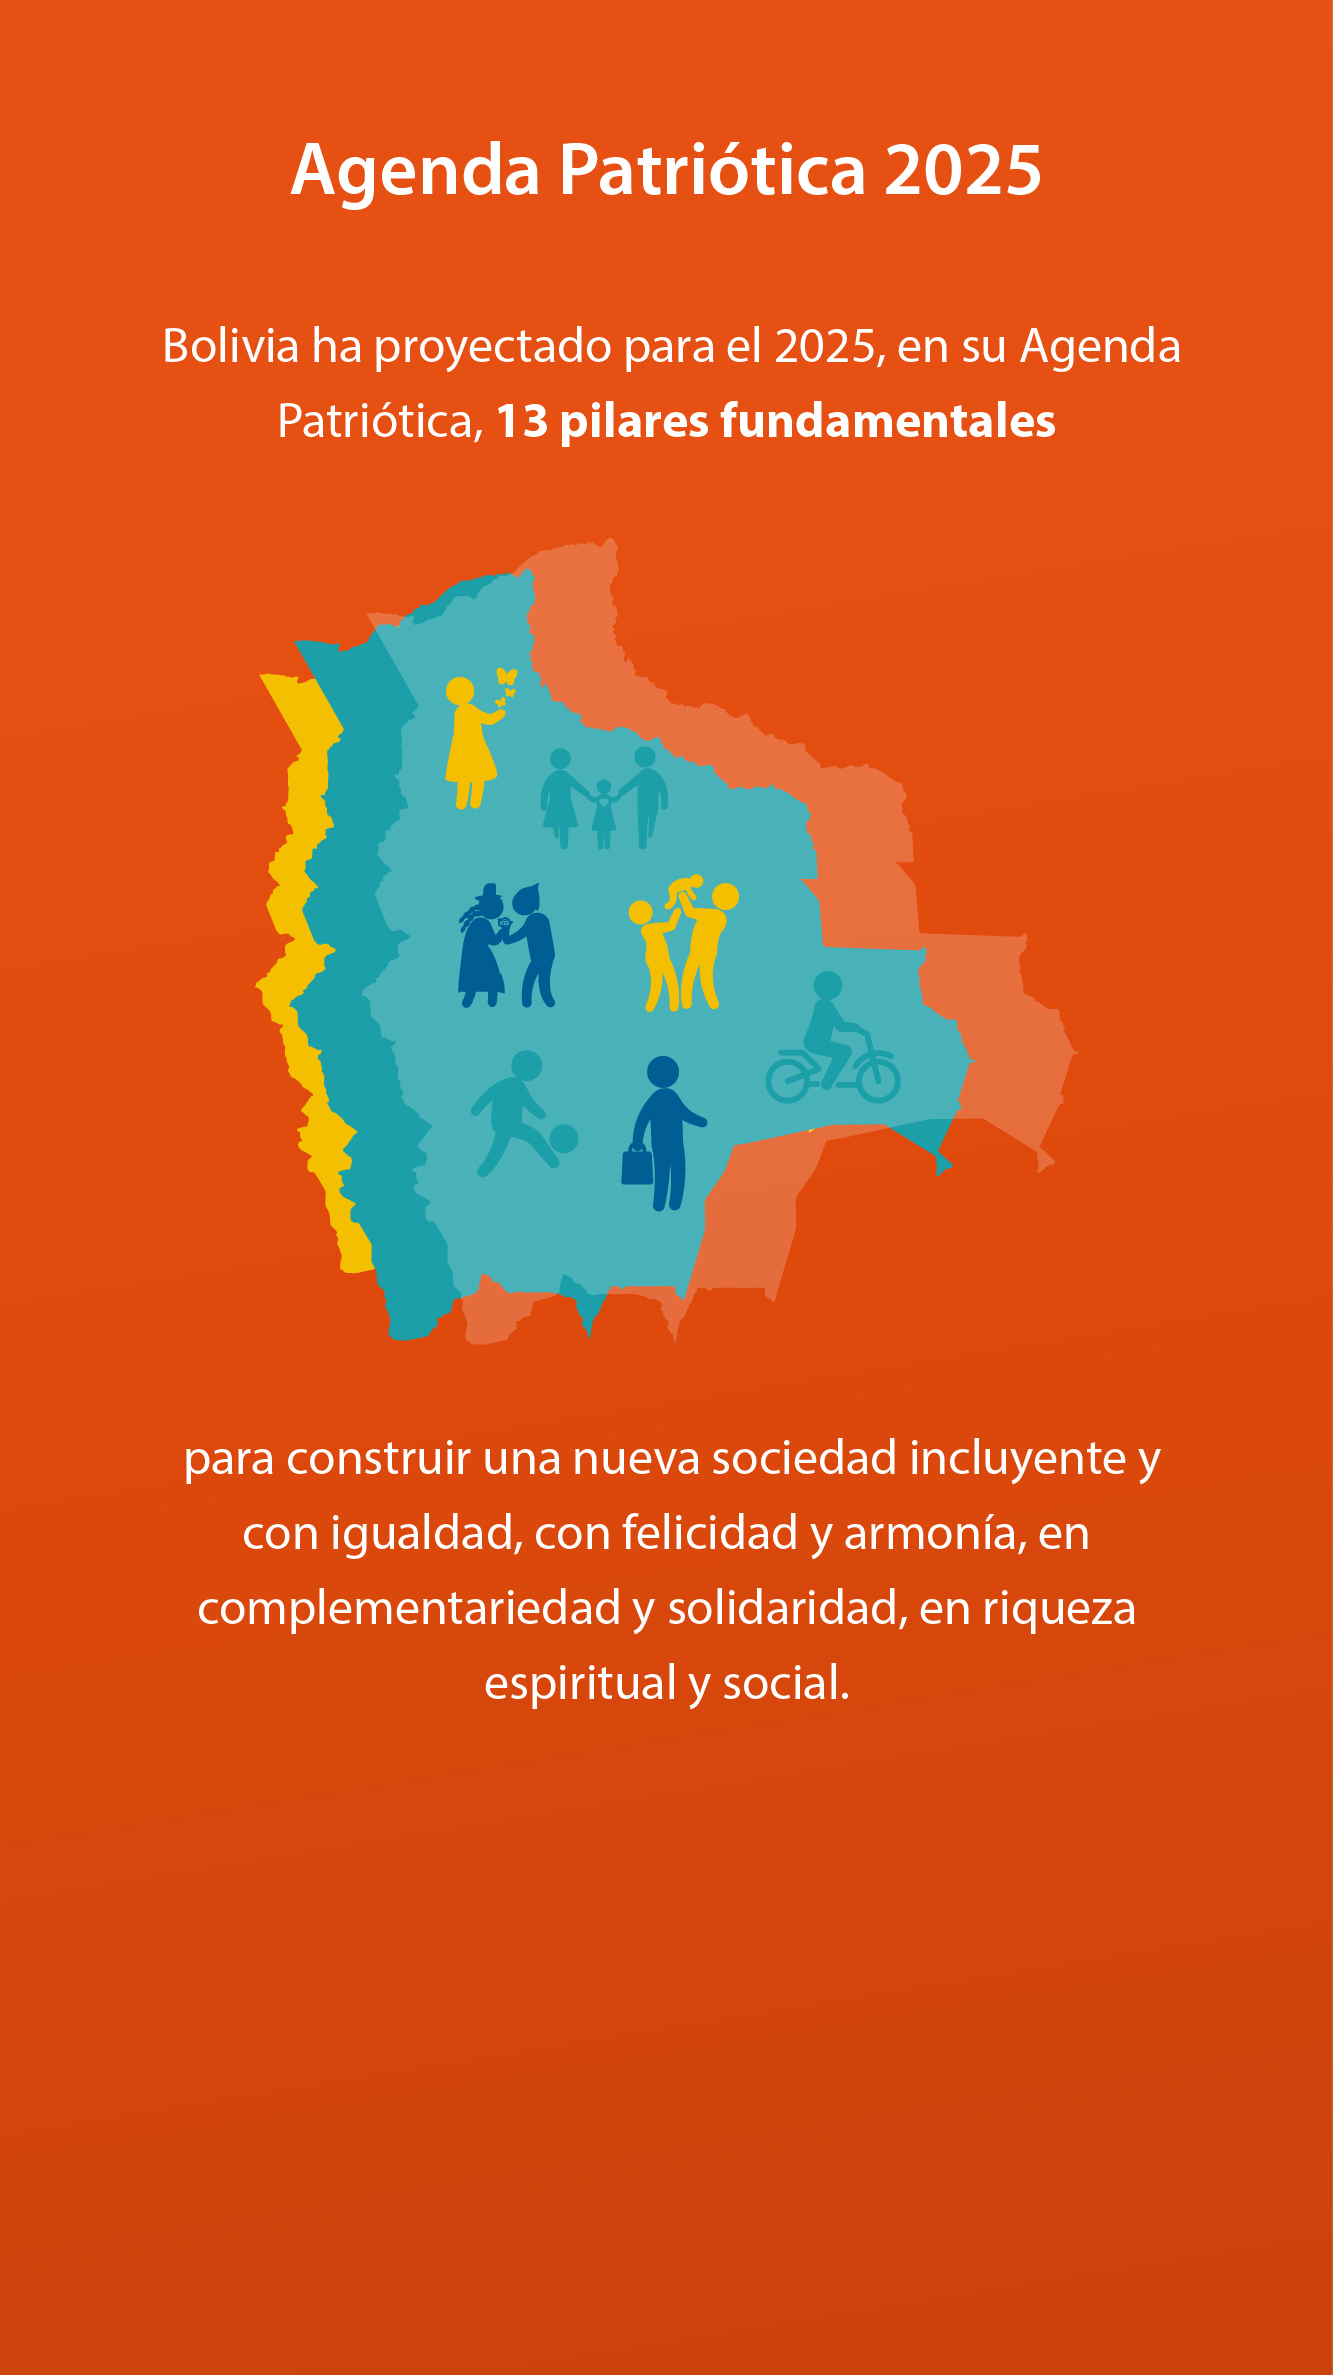 Agenda Patriótica 2025
Bolivia ha proyectado para el 2025, en su Agenda
Patriótica, 13 pilares fundamentales
para construir una nueva sociedad incluyente y
con igualdad, con felicidad y armonía, en
complementariedad y solidaridad, en riqueza
espiritual y social.